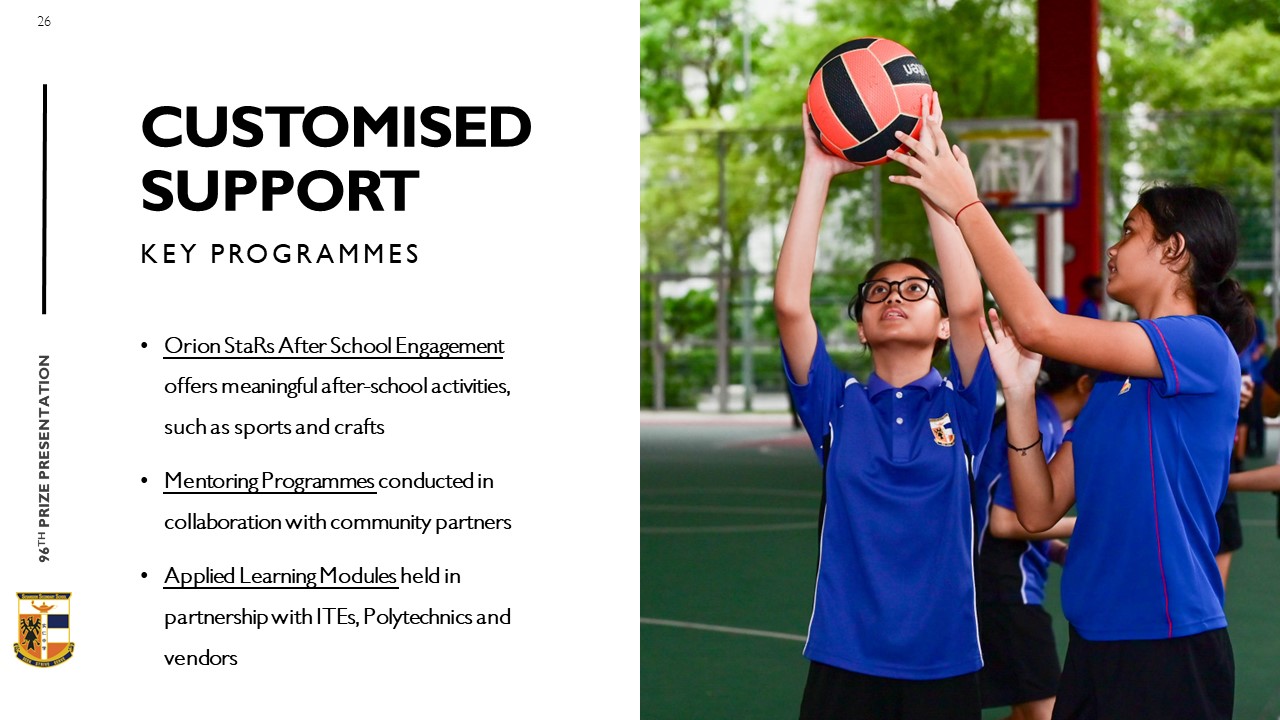 26
CUSTOMISED
SUPPORT
KEY PROGRAMMES
• Orion StaRs After School Engagement
offers meaningful after-school activities,
such as sports and crafts
• Mentoring Programmes conducted in
collaboration with community partners
• Applied Learning Modules held in
partnership with ITEs, Polytechnics and
vendors
96TH PRIZE PRESENTATION